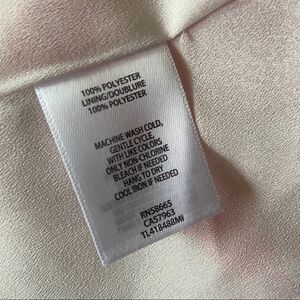 100% POLYESTER
LINING/DOUBLURE
100% POLYESTER
MACHINE WASH COLD,
GENTLE CYCLE,
WITH LIKE COLORS
ONLY NON-CHLORINE
BLEACH IF NEEDED
HANG TO DRY
COOL IRON IF NEEDED
RN58665
CA57963
TL418488MI